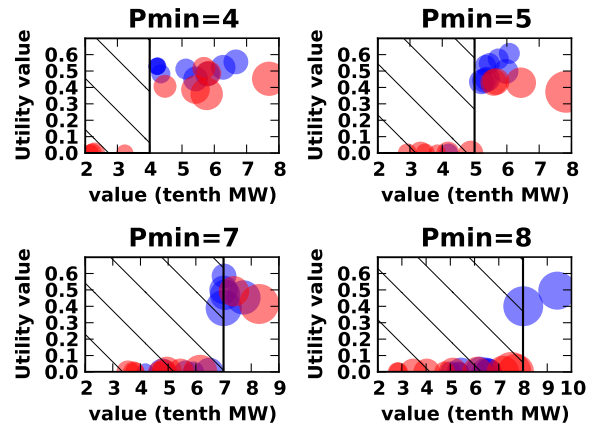 Pmin=4
Utility value
0.6
0.5
0.4
0.3
0.2
0.1
0.0
2 3 4 5 6 7 8
value (tenth MW)
Pmin=5
Utility value
0.6
0.5
0.4
0.3
0.2
0.1
0.0
2 3 4 5 6 7 8
value (tenth MW)
Pmin=7
Utility value
0.6
0.5
0.4
0.3
0.2
0.1
0.0
2 3 4 5 6 7 8 9
value (tenth MW)
Pmin=8
Utility value
0.6
0.5
0.4
0.3
0.2
0.1
0.0
2 3 4 5 6 7 8 9 10
value (tenth MW)